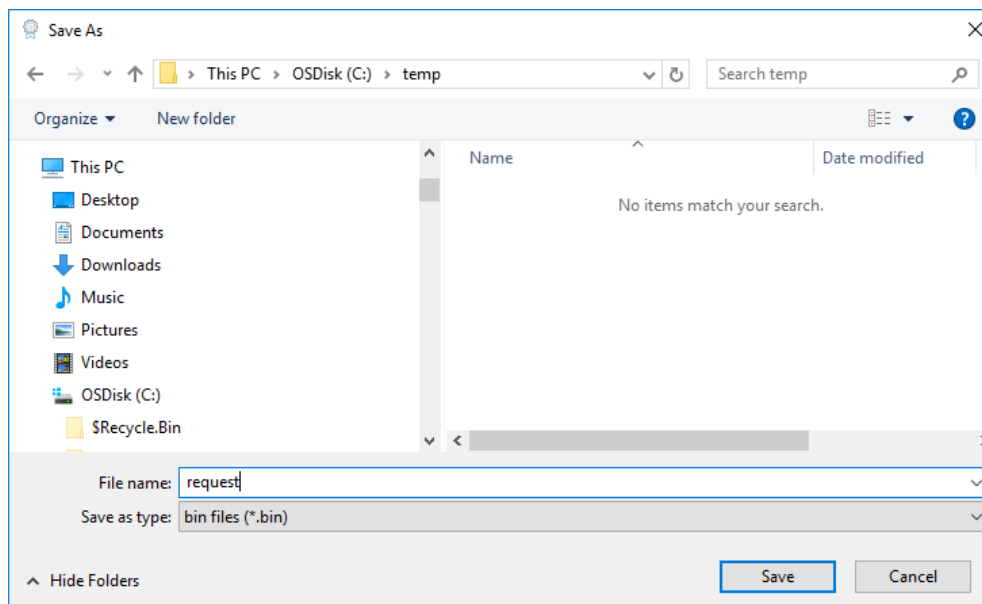 Save As
This PC > OSDisk (C:) > temp
Search temp
Organize
New folder
?
This PC
Desktop
Documents
Downloads
Music
Pictures
Videos
OSDisk (C:)
$Recycle.Bin
Name
Date modified
No items match your search.
File name: request
Save as type: bin files (*.bin)
Hide Folders
Save
Cancel